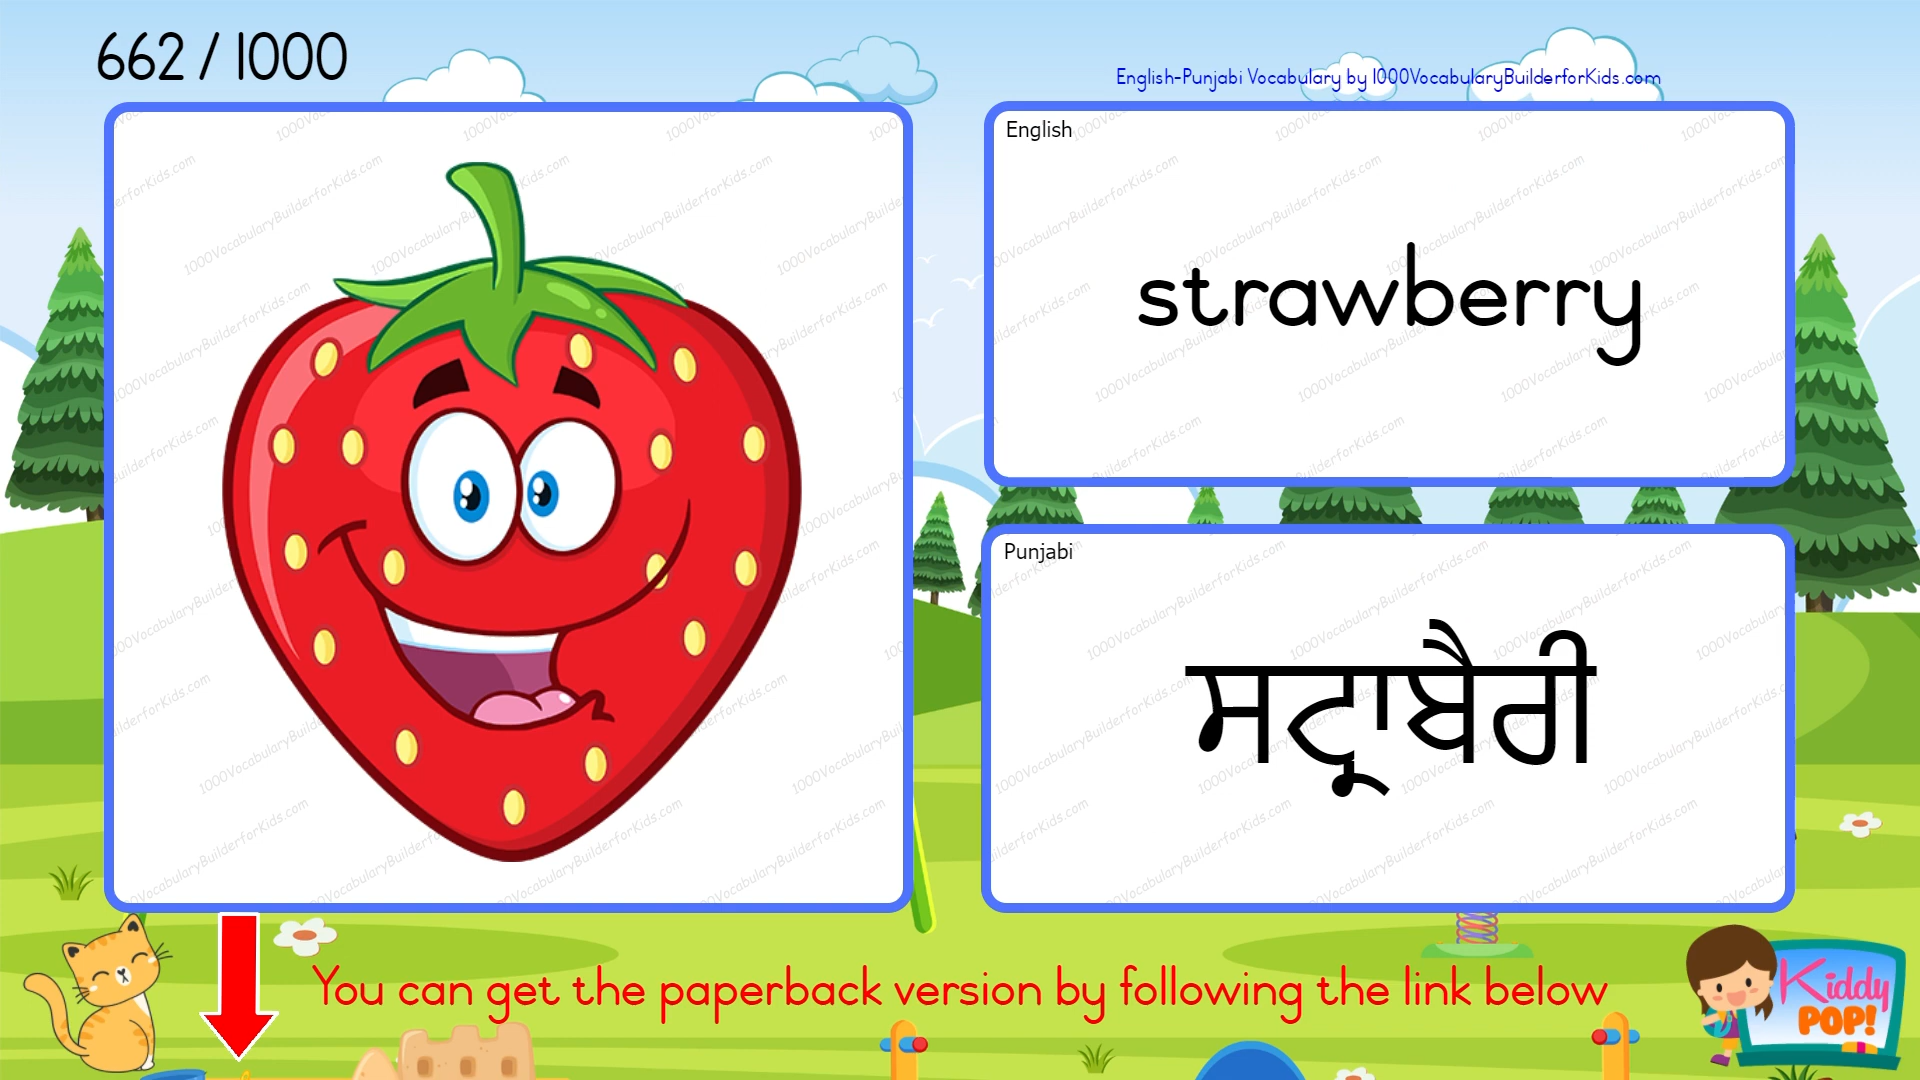 662 / 1000
English-Punjabi Vocabulary by 1000VocabularyBuilderforKids.com
English
strawberry
Punjabi
ਸਟ੍ਰਾਬੈਰੀ
You can get the paperback version by following the link below
Kiddy
POP!